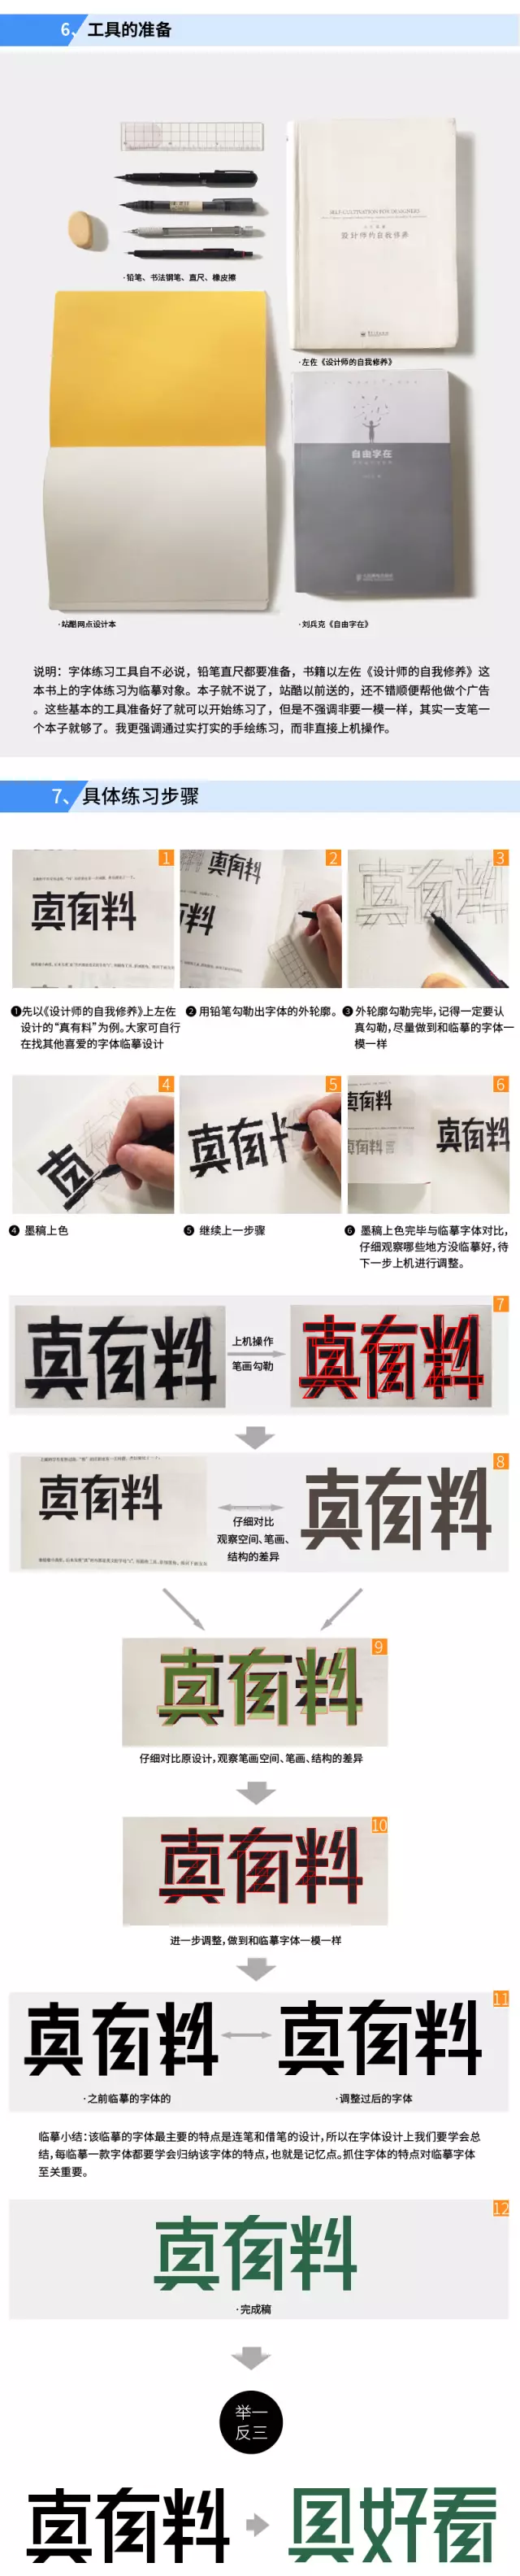 6、工具的准备
SELF-CULTIVATION FOR DESIGNERS
设计师的自我修养
·铅笔、书法钢笔、直尺、橡皮擦
·左佐《设计师的自我修养》
自由字在
·站酷网点设计本
·刘兵克《自由字在》
说明：字体练习工具自不必说，铅笔直尺都要准备，书籍以左佐《设计师的自我修养》这
本书上的字体练习为临摹对象。本子就不说了，站酷以前送的，还不错顺便帮他做个广告
。这些基本的工具准备好了就可以开始练习了，但是不强调非要一模一样，其实一支笔一
个本子就够了。我更强调通过实打实的手绘练习，而非直接上机操作。
7、具体练习步骤
1
真有料
2
真有料
3
真有料
❶先以《设计师的自我修养》上左佐
设计的“真有料”为例。大家可自行
在找其他喜爱的字体临摹设计
❷用铅笔勾勒出字体的外轮廓。
❸外轮廓勾勒完毕，记得一定要认
真勾勒，尽量做到和临摹的字体一
模一样
4
真
5
真有
6
真有料
真有料
❹ 墨稿上色
❺ 继续上一步骤
❻ 墨稿上色完毕与临摹字体对比，
仔细观察哪些地方没临摹好，待
下一步上机进行调整。
7
真有料
上机操作
笔画勾勒
真有料
8
真有料
仔细对比
观察空间、笔画、
结构的差异
真有料
9
真有料
仔细对比原设计，观察笔画空间、笔画、结构的差异
10
真有料
进一步调整，做到和临摹字体一模一样
11
真有料
真有料
·之前临摹的字体的
·调整过后的字体
临摹小结：该临摹的字体最主要的特点是连笔和借笔的设计，所以在字体设计上我们要学会总
结，每临摹一款字体都要学会归纳该字体的特点，也就是记忆点。抓住字体的特点对临摹字体
至关重要。
12
真有料
·完成稿
举一
反三
真有料
真好看